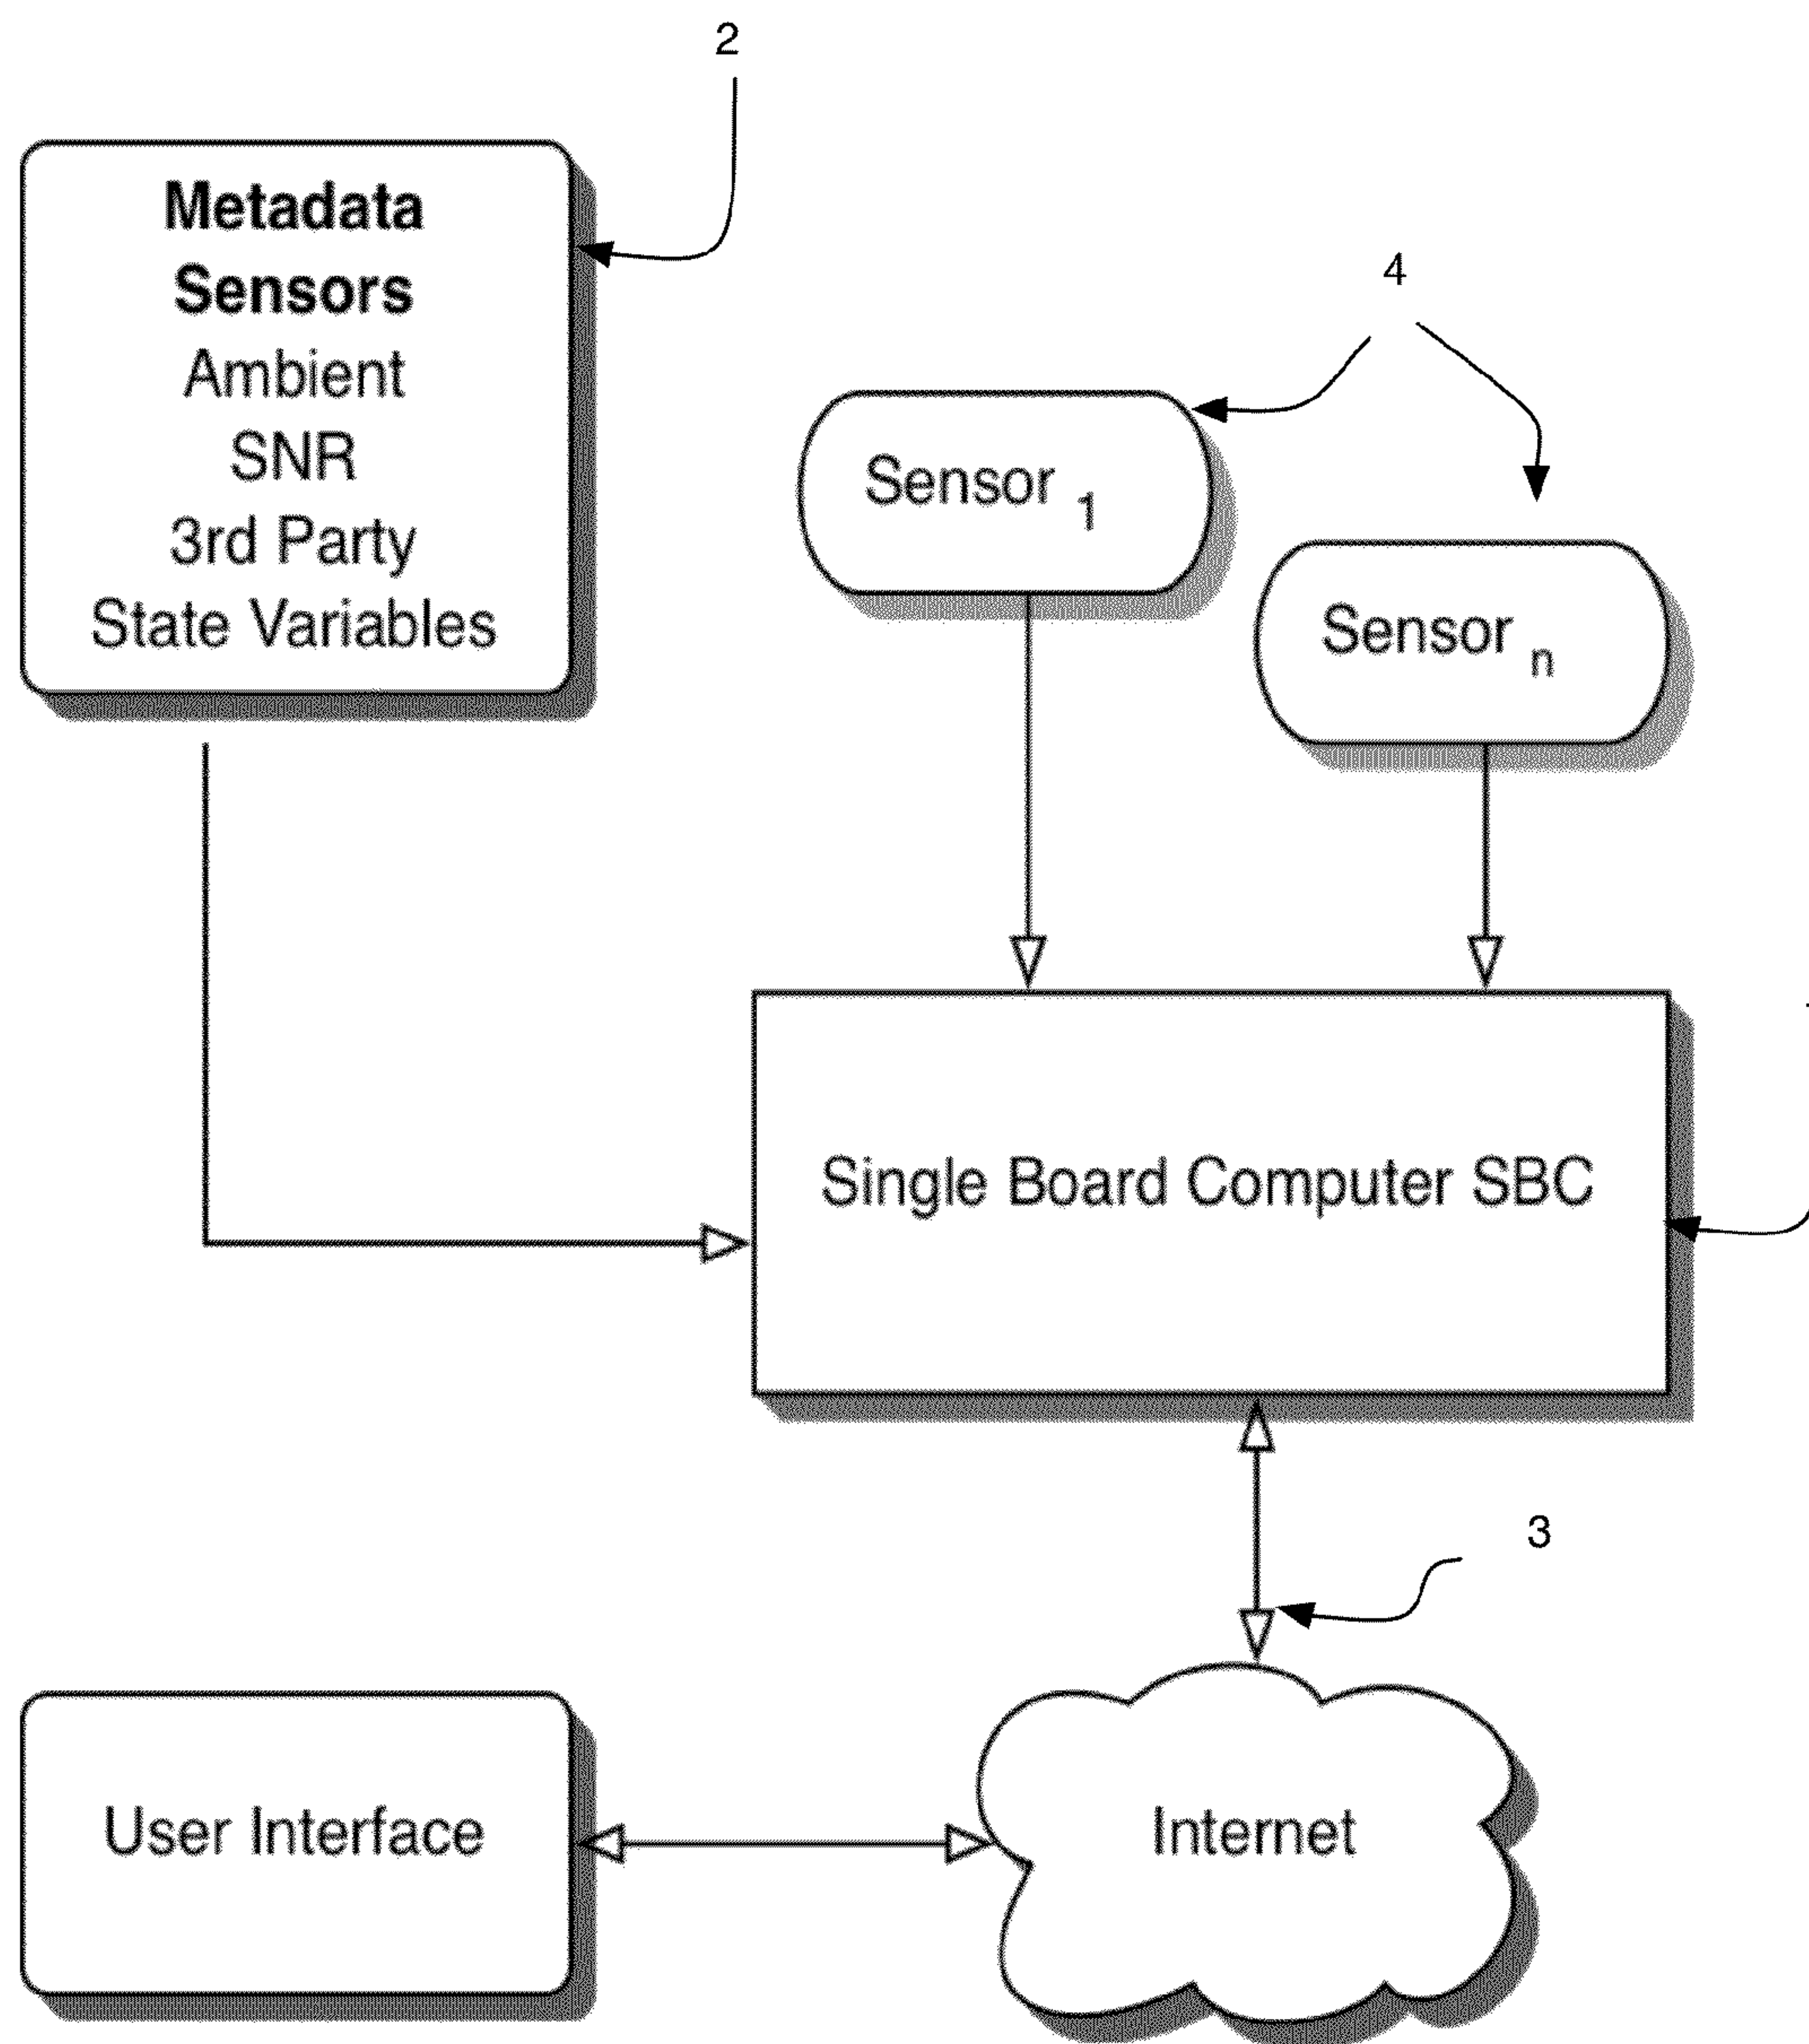 2
Metadata
Sensors
Ambient
SNR
3rd Party
State Variables
4
Sensor 1
Sensor n
Single Board Computer SBC
3
User Interface
Internet